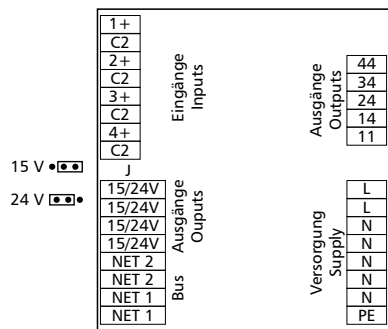 1+
C2
2+
C2
3+
C2
4+
C2
Eingänge
Inputs
44
34
24
14
11
Ausgänge
Outputs
15 V
24 V
J
15/24V
15/24V
15/24V
15/24V
Ausgänge
Ouputs
NET 2
NET 2
NET 1
NET 1
Bus
Versorgung
Supply
L
L
N
N
N
N
PE